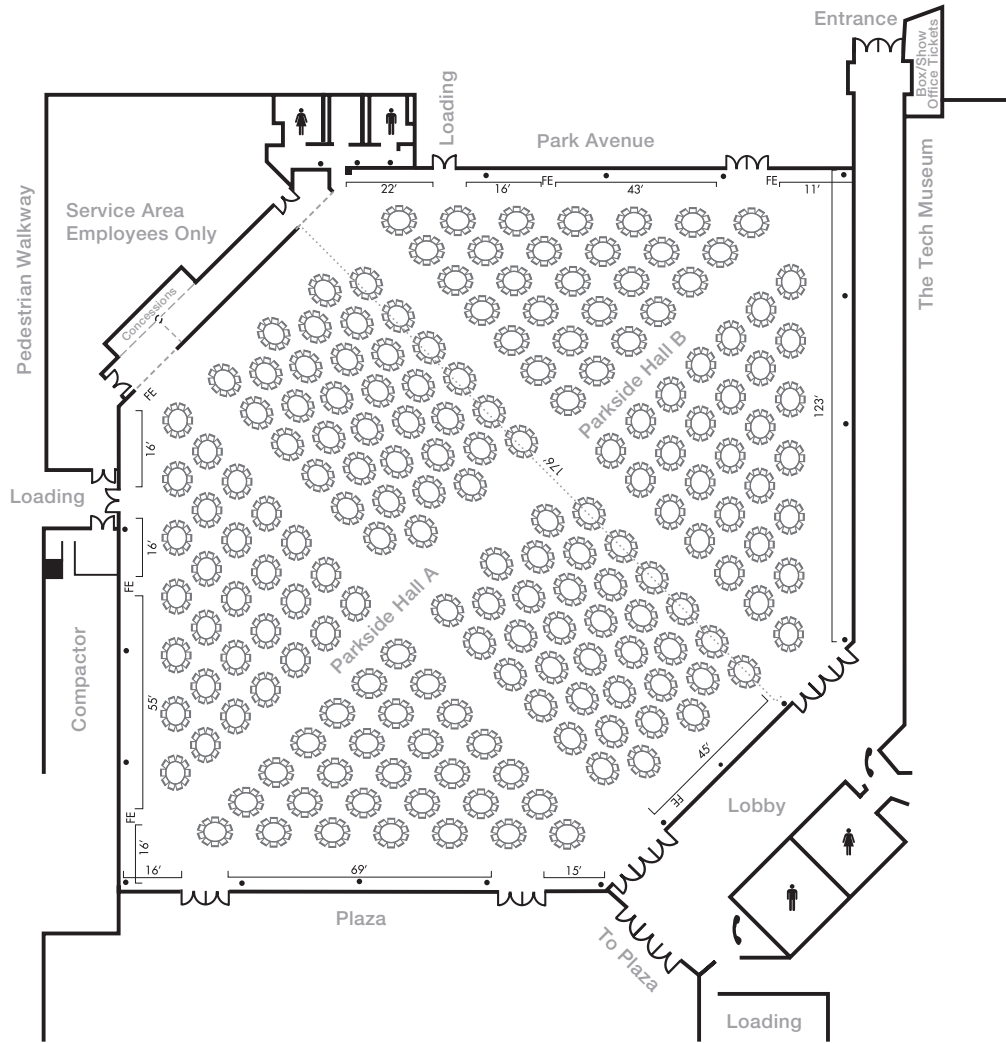 Entrance
Box/Show
Office Tickets
Loading
Park Avenue
22'
16'
FE
43'
FE
11'
The Tech Museum
Pedestrian Walkway
Service Area
Employees Only
Concessions
FE
16'
Loading
16'
FE
Compactor
55'
FE
16'
Parkside Hall B
123'
176'
Parkside Hall A
45'
FE
Lobby
16'
69'
15'
Plaza
To Plaza
Loading